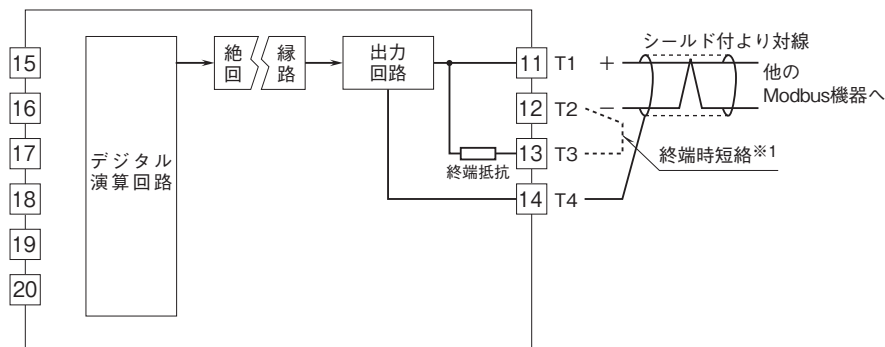 15
16
17
18
19
20
デジタル
演算回路
絶
回
縁
路
出力
回路
終端抵抗
11
12
13
14
T1
T2
T3
T4
+
−
シールド付より対線
他の
Modbus機器へ
終端時短絡※1